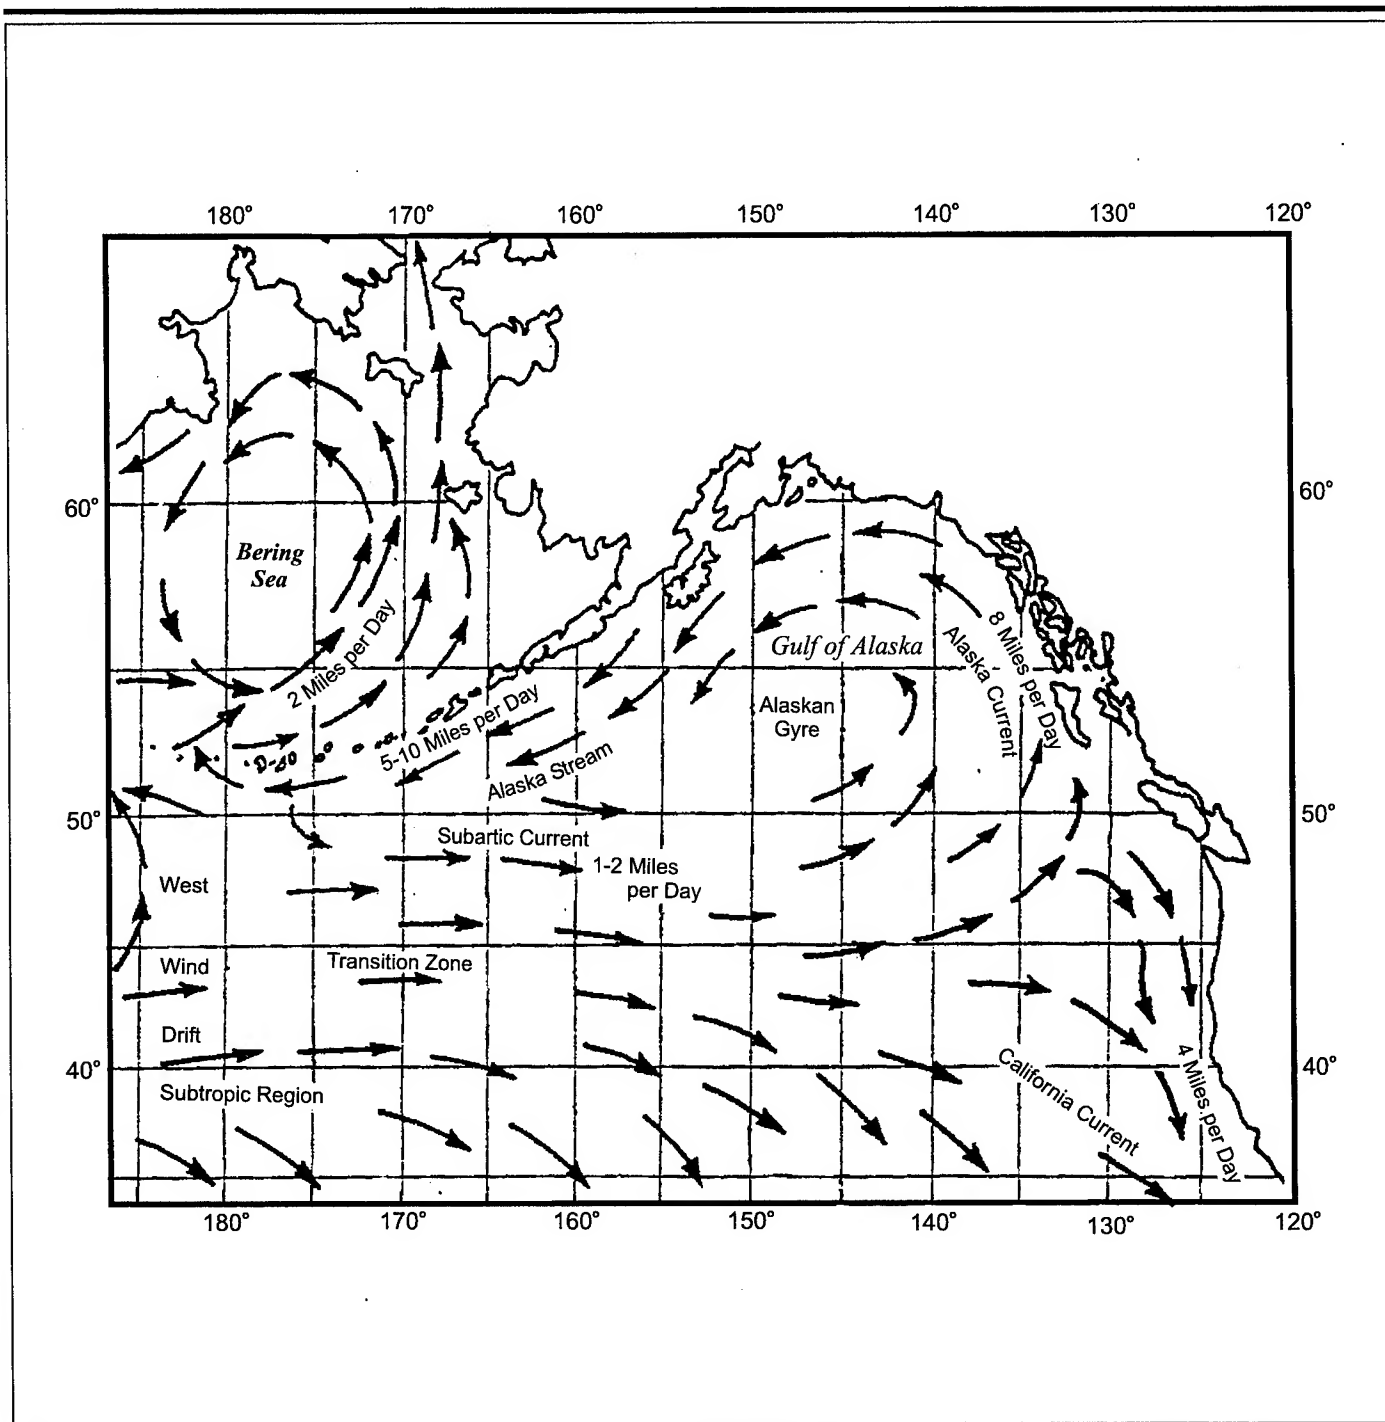 180° 170° 160° 150° 140° 130° 120°
60° 60°
Bering
Sea
2 Miles per Day
8 Miles per Day
Alaska Current
Gulf of Alaska
Alaskan
Gyre
5-10 Miles per Day
Alaska Stream
50° 50°
Subartic Current
1-2 Miles
per Day
West
Wind
Transition Zone
Drift
40° 40°
Subtropic Region
California Current
4 Miles per Day
180° 170° 160° 150° 140° 130° 120°